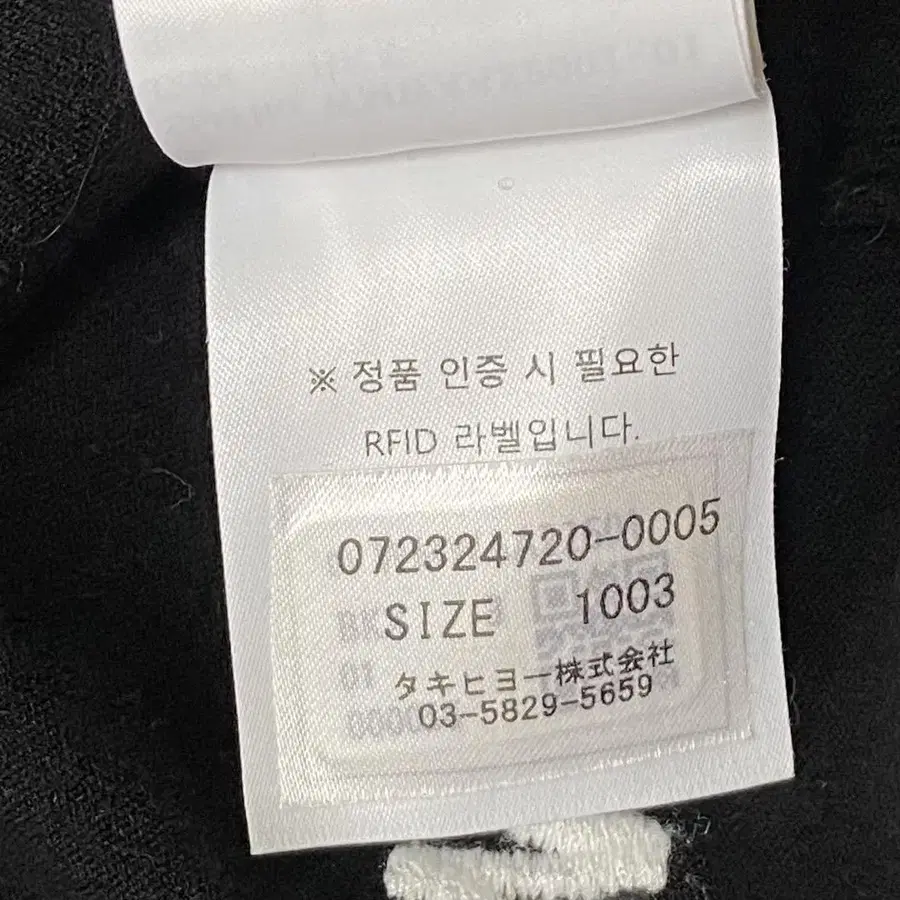 ※ 정품 인증 시 필요한
RFID 라벨입니다.
072324720-0005
SIZE 1003
タキヒヨー株式会社
03-5829-5659